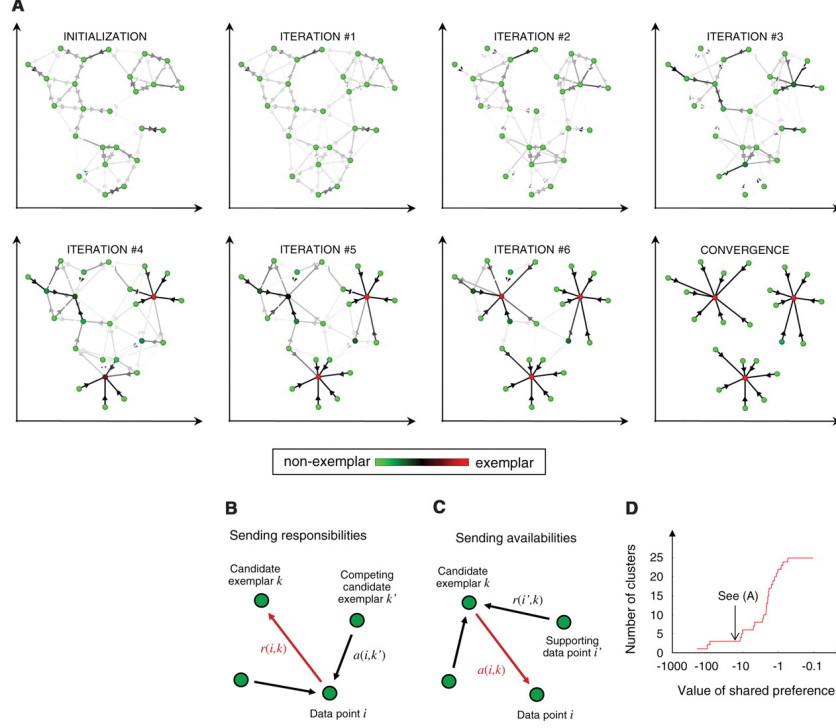 A
INITIALIZATION
ITERATION #1
ITERATION #2
ITERATION #3
ITERATION #4
ITERATION #5
ITERATION #6
CONVERGENCE
non-exemplar
exemplar
B
Sending responsibilities
Candidate
exemplar k
Competing
candidate
exemplar k'
r(i,k)
a(i,k')
Data point i
C
Sending availabilities
Candidate
exemplar k
r(i',k)
Supporting
data point i'
a(i,k)
Data point i
D
Number of clusters
25
20
15
10
5
0
See (A)
-1000
-100
-10
-1
-0.1
Value of shared preference